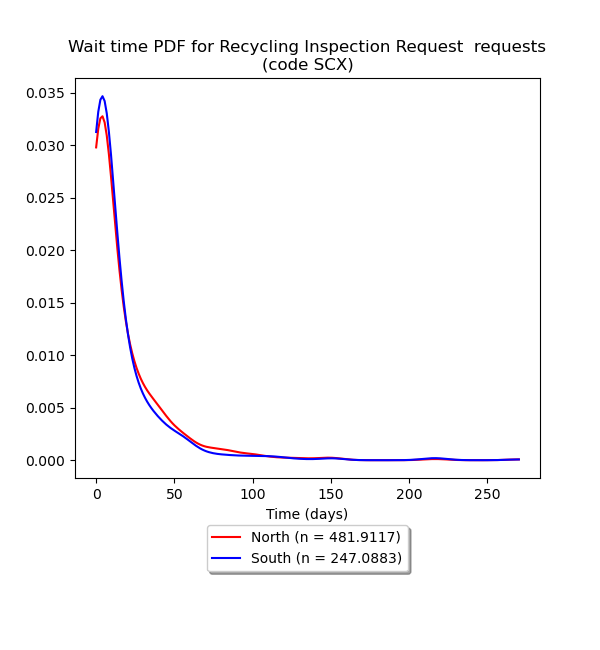 Wait time PDF for Recycling Inspection Request  requests
(code SCX)
0.035
0.030
0.025
0.020
0.015
0.010
0.005
0.000
0 50 100 150 200 250
Time (days)
North (n = 481.9117)
South (n = 247.0883)